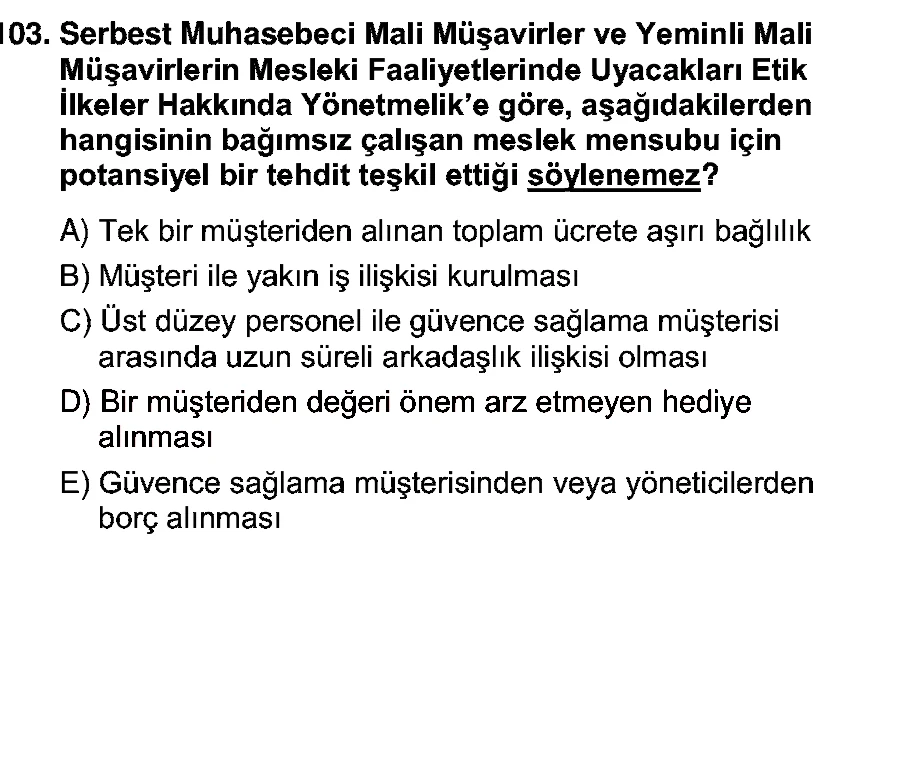 103. Serbest Muhasebeci Mali Müşavirler ve Yeminli Mali
Müşavirlerin Mesleki Faaliyetlerinde Uyacakları Etik
İlkeler Hakkında Yönetmelik’e göre, aşağıdakilerden
hangisinin bağımsız çalışan meslek mensubu için
potansiyel bir tehdit teşkil ettiği söylenemez?
A) Tek bir müşteriden alınan toplam ücrete aşırı bağlılık
B) Müşteri ile yakın iş ilişkisi kurulması
C) Üst düzey personel ile güvence sağlama müşterisi
arasında uzun süreli arkadaşlık ilişkisi olması
D) Bir müşteriden değeri önem arz etmeyen hediye
alınması
E) Güvence sağlama müşterisinden veya yöneticilerden
borç alınması